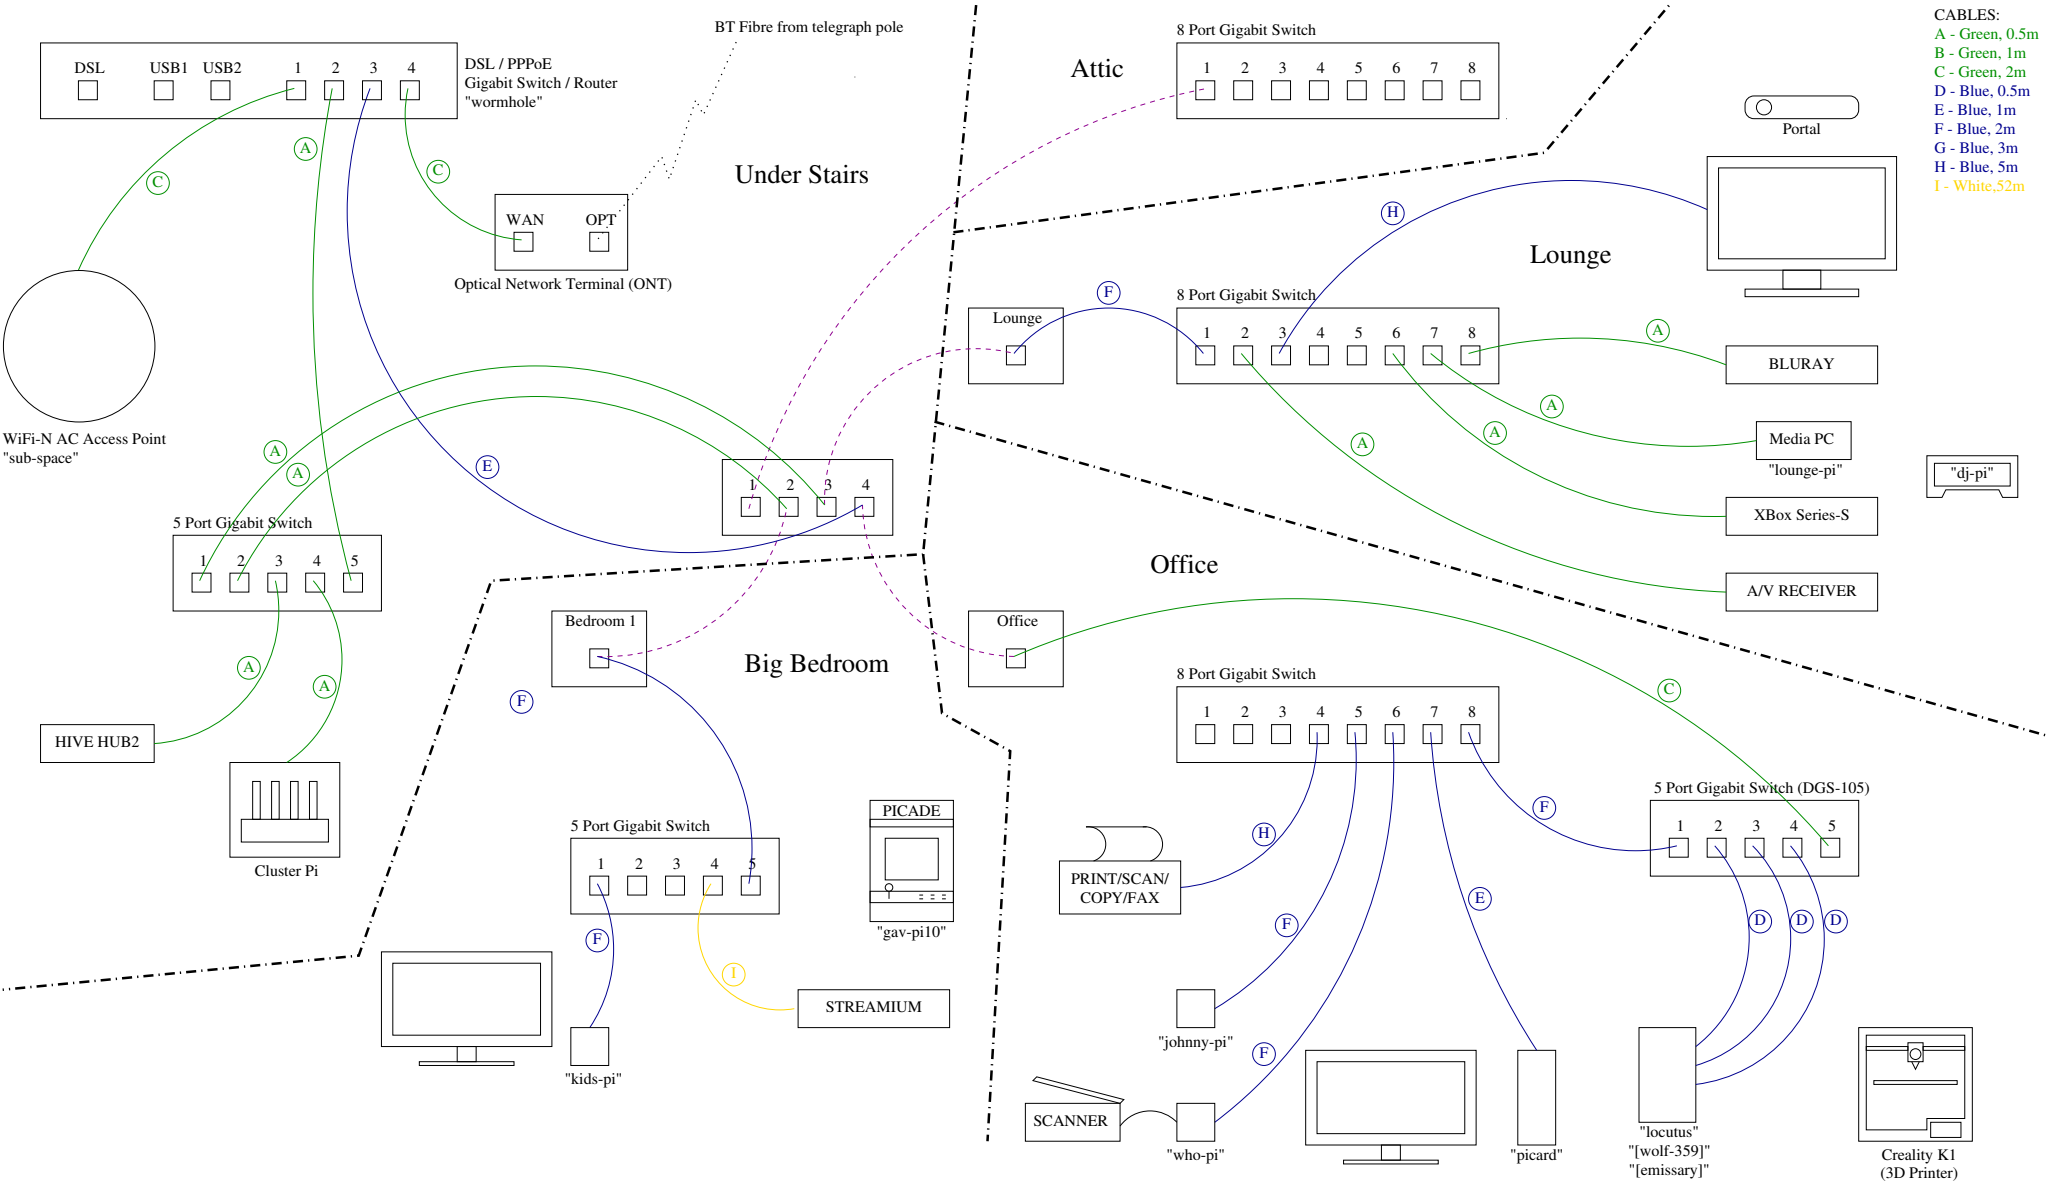 BT Fibre from telegraph pole
DSL USB1 USB2 1 2 3 4
DSL / PPPoE
Gigabit Switch / Router
"wormhole"
A
C
C
Under Stairs
WAN OPT
Optical Network Terminal (ONT)
WiFi-N AC Access Point
"sub-space"
A
A
E
1 2 3 4
5 Port Gigabit Switch
1 2 3 4 5
A
A
HIVE HUB2
Cluster Pi
Attic
8 Port Gigabit Switch
1 2 3 4 5 6 7 8
CABLES:
A - Green, 0.5m
B - Green, 1m
C - Green, 2m
D - Blue, 0.5m
E - Blue, 1m
F - Blue, 2m
G - Blue, 3m
H - Blue, 5m
I - White,52m
Portal
H
Lounge
F
Lounge
8 Port Gigabit Switch
1 2 3 4 5 6 7 8
A
BLURAY
A
A
A
Media PC
"lounge-pi"
"dj-pi"
XBox Series-S
A/V RECEIVER
Big Bedroom
Bedroom 1
F
5 Port Gigabit Switch
1 2 3 4 5
PICADE
"gav-pi10"
F
I
STREAMIUM
"kids-pi"
Office
Office
C
8 Port Gigabit Switch
1 2 3 4 5 6 7 8
5 Port Gigabit Switch (DGS-105)
1 2 3 4 5
F
H
PRINT/SCAN/
COPY/FAX
E
F
D D D
"johnny-pi"
F
SCANNER
"who-pi"
"picard"
"locutus"
"[wolf-359]"
"[emissary]"
Creality K1
(3D Printer)